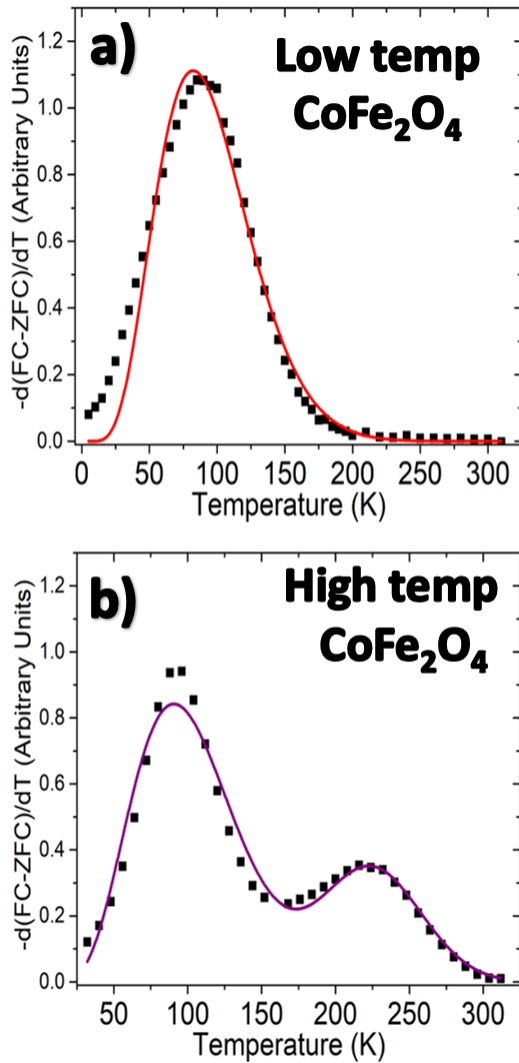 a)
Low temp
CoFe₂O₄
-d(FC-ZFC)/dT (Arbitrary Units)
1.2
1.0
0.8
0.6
0.4
0.2
0.0
0 50 100 150 200 250 300
Temperature (K)
b)
High temp
CoFe₂O₄
-d(FC-ZFC)/dT (Arbitrary Units)
1.2
1.0
0.8
0.6
0.4
0.2
0.0
50 100 150 200 250 300
Temperature (K)